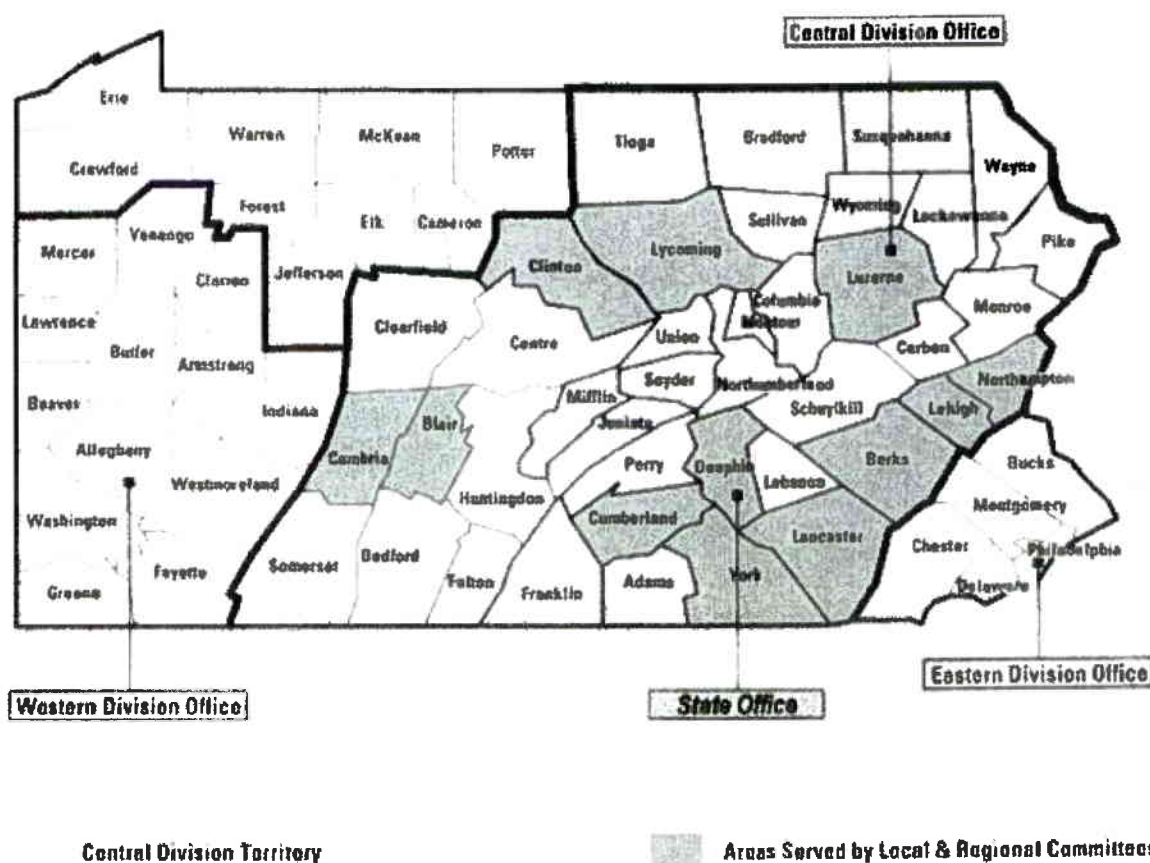 Central Division Office
Erie
Crawford
Warren
McKean
Potter
Tioga
Bradford
Susquehanna
Wayne
Forest
Elk
Cameron
Sullivan
Wyoming
Lackawanna
Pike
Mercer
Venango
Clarion
Jefferson
Clinton
Lycoming
Luzerne
Columbia
Montour
Monroe
Lawrence
Butler
Armstrong
Clearfield
Centre
Union
Carbon
Northampton
Beaver
Indiana
Snyder
Northumberland
Mifflin
Juniata
Schuylkill
Lehigh
Blair
Cambria
Allegheny
Westmoreland
Huntingdon
Perry
Dauphin
Lebanon
Berks
Bucks
Montgomery
Washington
Cumberland
Lancaster
Chester
Philadelphia
Delaware
Greene
Fayette
Somerset
Bedford
Fulton
Franklin
Adams
York
Western Division Office
State Office
Eastern Division Office
Central Division Territory
Areas Served by Local & Regional Committees